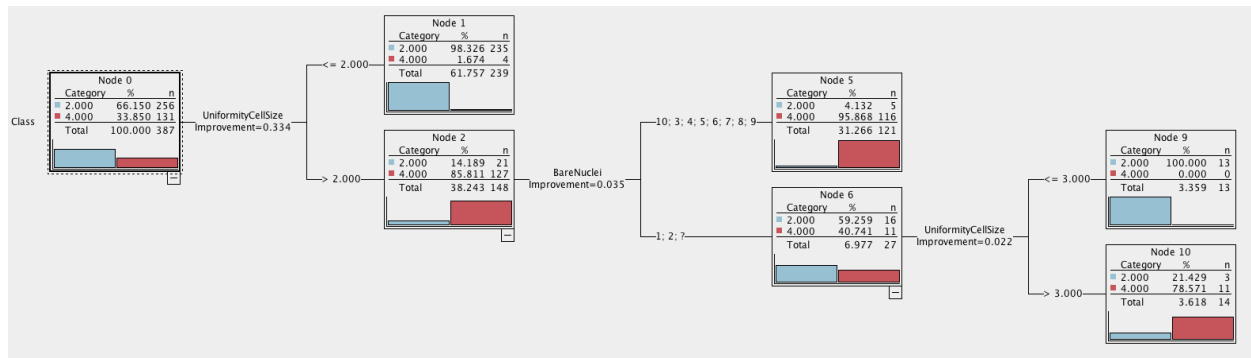 Class
Node 0
Category % n
2.000 66.150 256
4.000 33.850 131
Total 100.000 387
UniformityCellSize
Improvement=0.334
<= 2.000
Node 1
Category % n
2.000 98.326 235
4.000 1.674 4
Total 61.757 239
> 2.000
Node 2
Category % n
2.000 14.189 21
4.000 85.811 127
Total 38.243 148
BareNuclei
Improvement=0.035
10; 3; 4; 5; 6; 7; 8; 9
Node 5
Category % n
2.000 4.132 5
4.000 95.868 116
Total 31.266 121
1; 2; ?
Node 6
Category % n
2.000 59.259 16
4.000 40.741 11
Total 6.977 27
UniformityCellSize
Improvement=0.022
<= 3.000
Node 9
Category % n
2.000 100.000 13
4.000 0.000 0
Total 3.359 13
> 3.000
Node 10
Category % n
2.000 21.429 3
4.000 78.571 11
Total 3.618 14